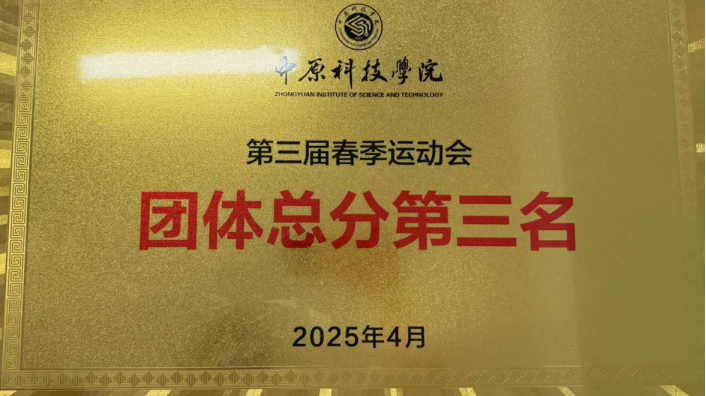 中原科技學院
ZHONGYUAN INSTITUTE OF SCIENCE AND TECHNOLOGY
第三届春季运动会
团体总分第三名
2025年4月